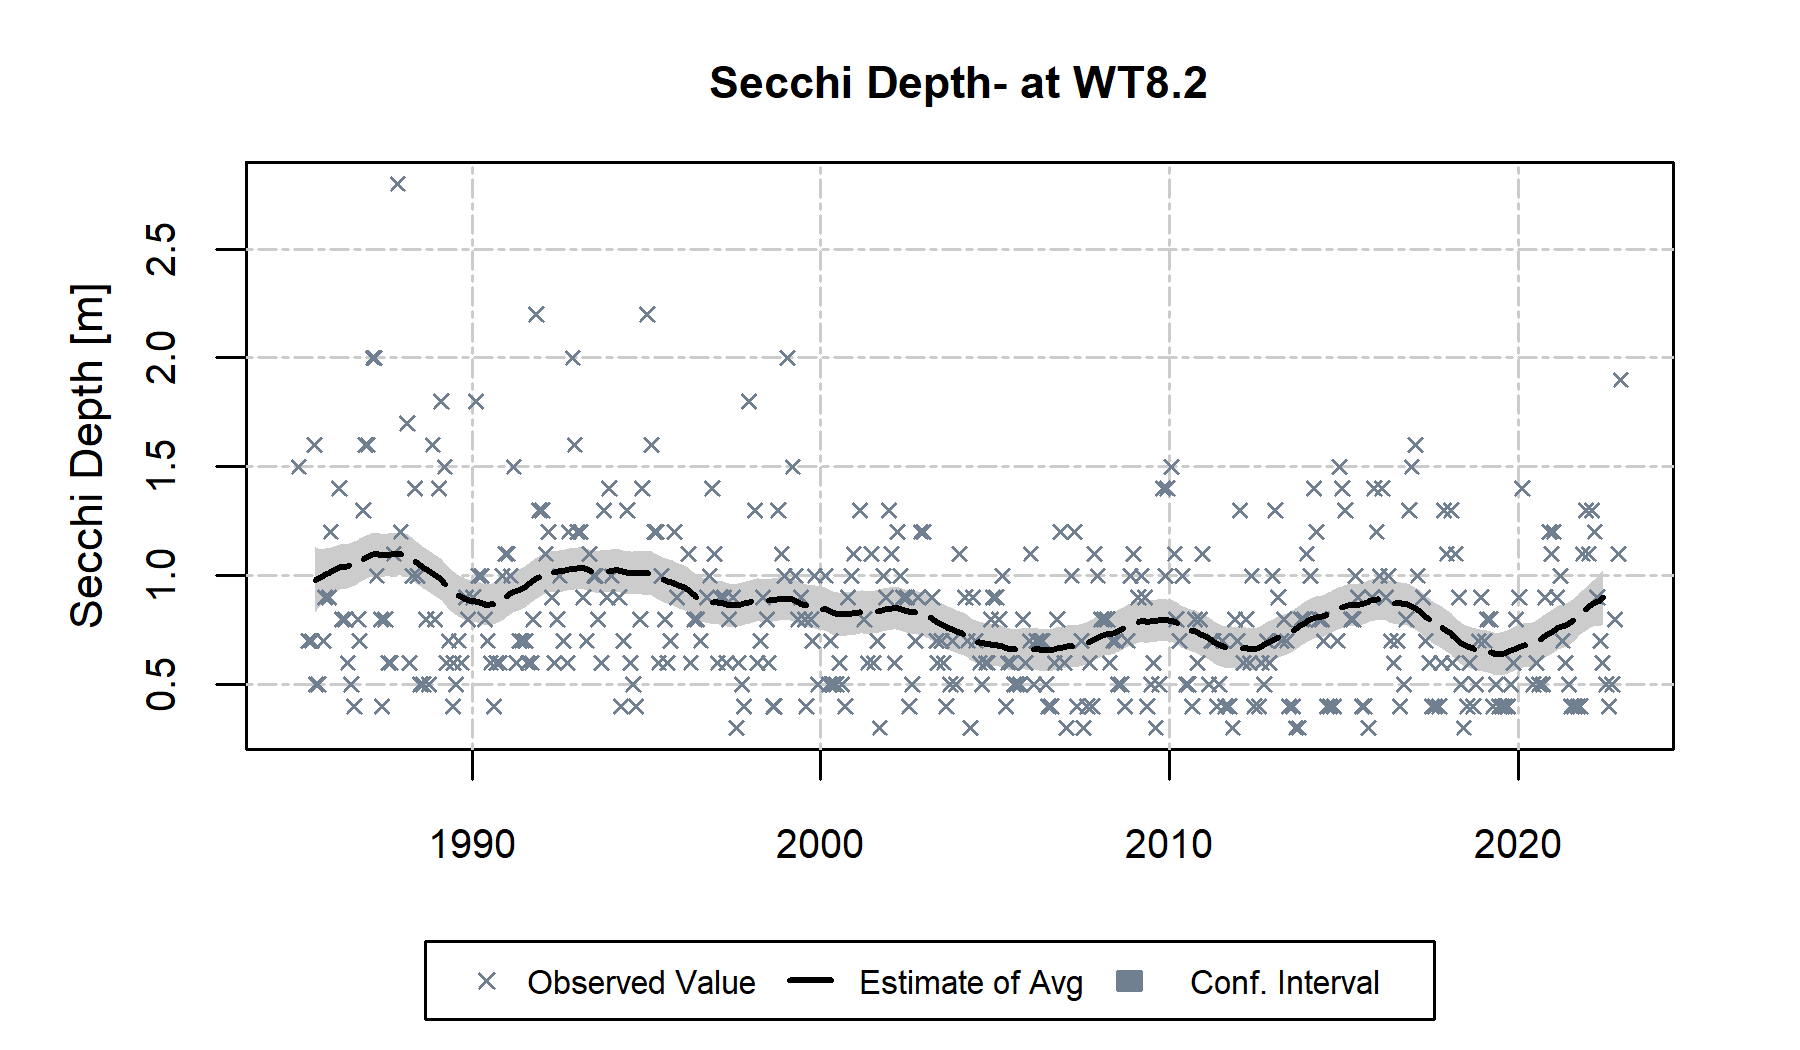 Secchi Depth- at WT8.2
Secchi Depth [m]
2.5
2.0
1.5
1.0
0.5
1990 2000 2010 2020
Observed Value Estimate of Avg Conf. Interval